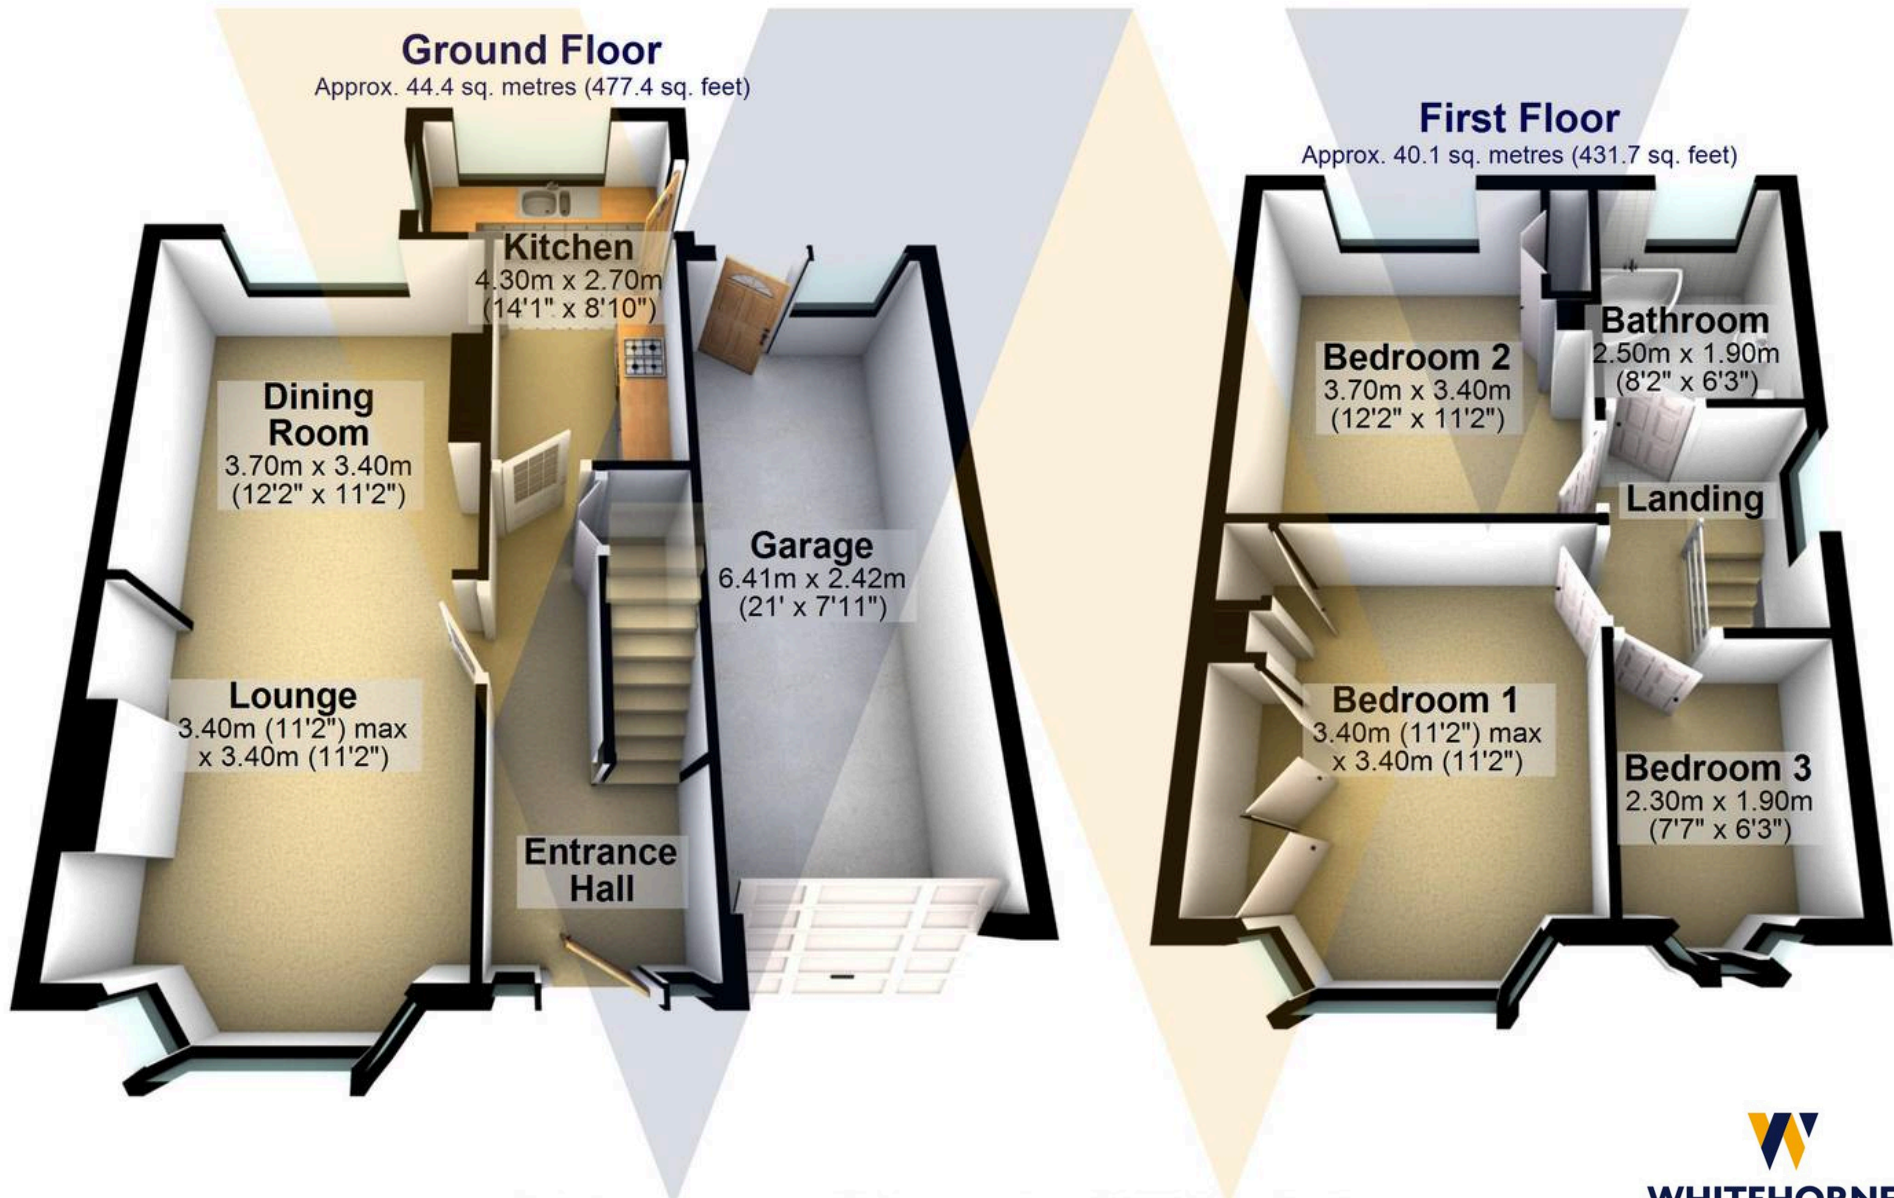 Ground Floor
Approx. 44.4 sq. metres (477.4 sq. feet)
Kitchen
4.30m x 2.70m
(14'1" x 8'10")
Dining
Room
3.70m x 3.40m
(12'2" x 11'2")
Garage
6.41m x 2.42m
(21' x 7'11")
Lounge
3.40m (11'2") max
x 3.40m (11'2")
Entrance
Hall
First Floor
Approx. 40.1 sq. metres (431.7 sq. feet)
Bedroom 2
3.70m x 3.40m
(12'2" x 11'2")
Bathroom
2.50m x 1.90m
(8'2" x 6'3")
Landing
Bedroom 1
3.40m (11'2") max
x 3.40m (11'2")
Bedroom 3
2.30m x 1.90m
(7'7" x 6'3")
WHITEHORNE